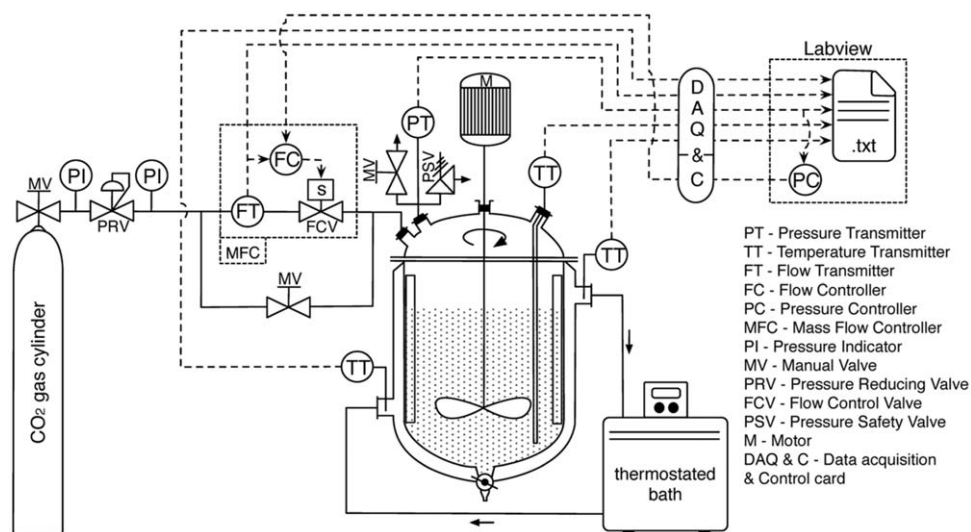 Labview
D
A
Q
&
C
.txt
PC
M
PT
MV
PSV
TT
TT
FC
S
FT
FCV
MFC
MV
PI
PRV
PI
MV
TT
CO₂ gas cylinder
thermostated
bath
PT - Pressure Transmitter
TT - Temperature Transmitter
FT - Flow Transmitter
FC - Flow Controller
PC - Pressure Controller
MFC - Mass Flow Controller
PI - Pressure Indicator
MV - Manual Valve
PRV - Pressure Reducing Valve
FCV - Flow Control Valve
PSV - Pressure Safety Valve
M - Motor
DAQ & C - Data acquisition
& Control card